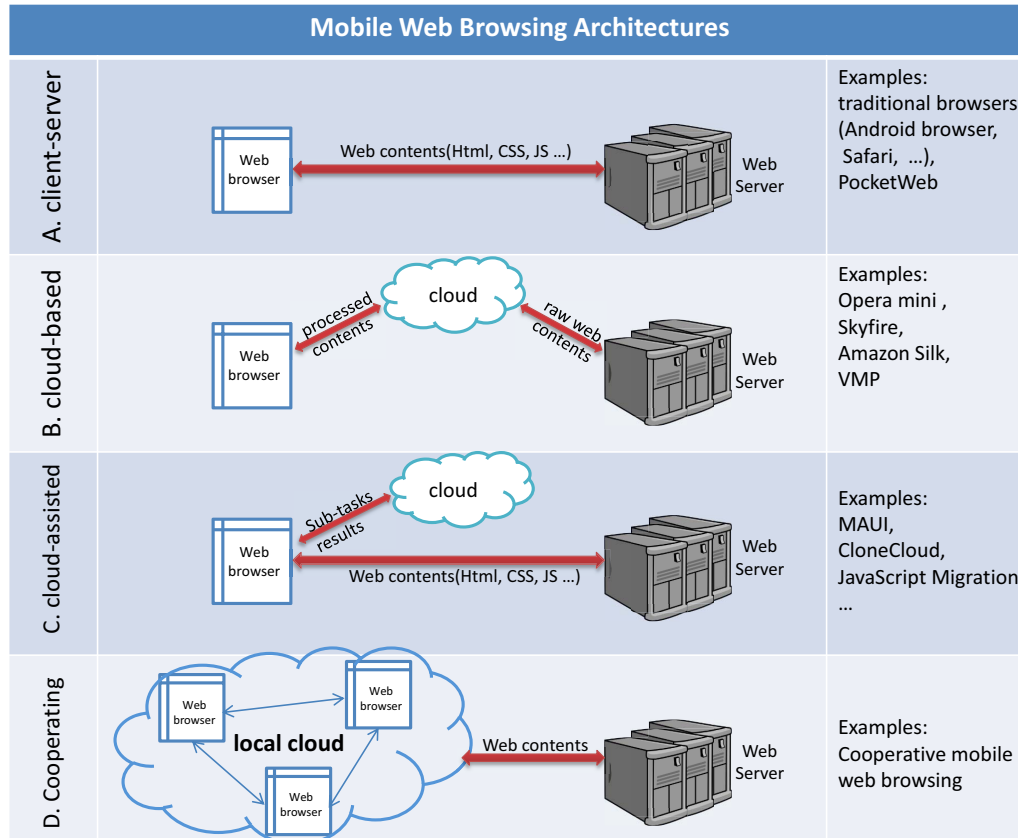 Mobile Web Browsing Architectures
A. client-server
Web
browser
Web contents(Html, CSS, JS ...)
Web
Server
Examples:
traditional browsers
(Android browser,
Safari, ...),
PocketWeb
B. cloud-based
Web
browser
processed
contents
cloud
raw web
contents
Web
Server
Examples:
Opera mini ,
Skyfire,
Amazon Silk,
VMP
C. cloud-assisted
Web
browser
Sub-tasks
results
cloud
Web contents(Html, CSS, JS ...)
Web
Server
Examples:
MAUI,
CloneCloud,
JavaScript Migration
...
D. Cooperating
Web
browser
Web
browser
local cloud
Web
browser
Web contents
Web
Server
Examples:
Cooperative mobile
web browsing